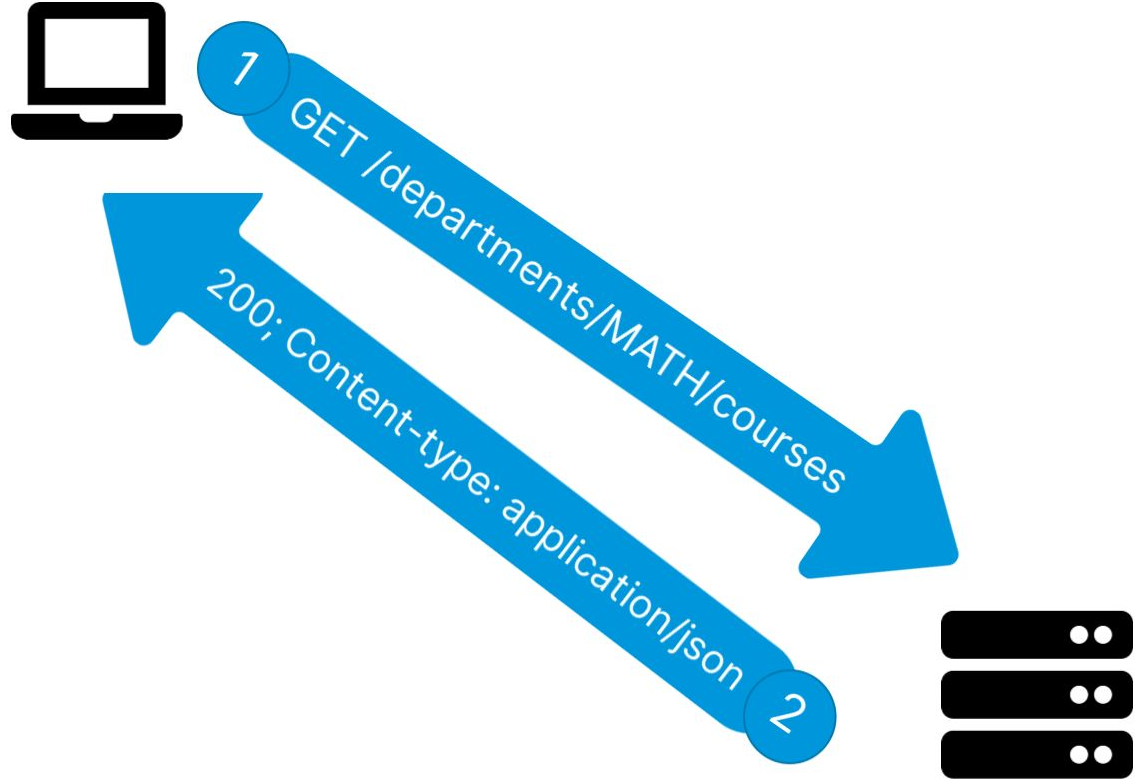 1
GET /departments/MATH/courses
200; Content-type: application/json
2